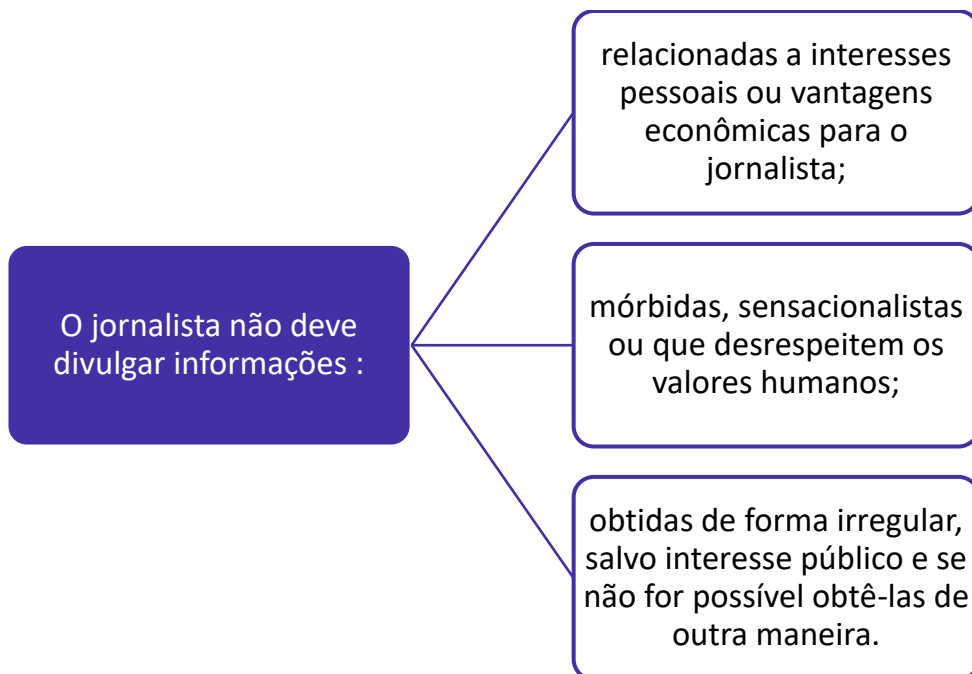 O jornalista não deve
divulgar informações :
relacionadas a interesses
pessoais ou vantagens
econômicas para o
jornalista;
mórbidas, sensacionalistas
ou que desrespeitem os
valores humanos;
obtidas de forma irregular,
salvo interesse público e se
não for possível obtê-las de
outra maneira.